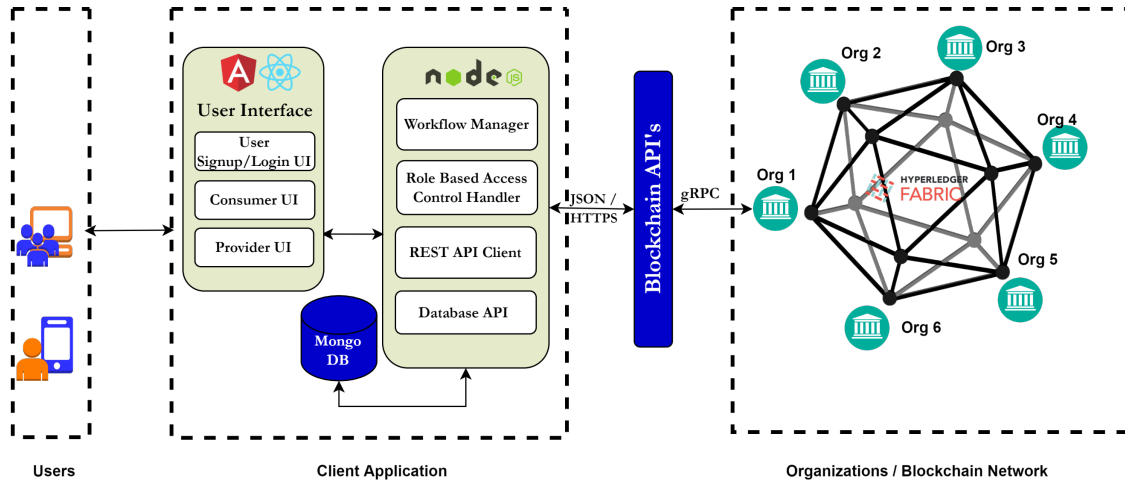 User Interface
User
Signup/Login UI
Consumer UI
Provider UI
node
JS
Workflow Manager
Role Based Access
Control Handler
REST API Client
Database API
Mongo
DB
JSON /
HTTPS
Blockchain API's
gRPC
Org 1
Org 2
Org 3
Org 4
Org 5
Org 6
HYPERLEDGER
FABRIC
Users
Client Application
Organizations / Blockchain Network